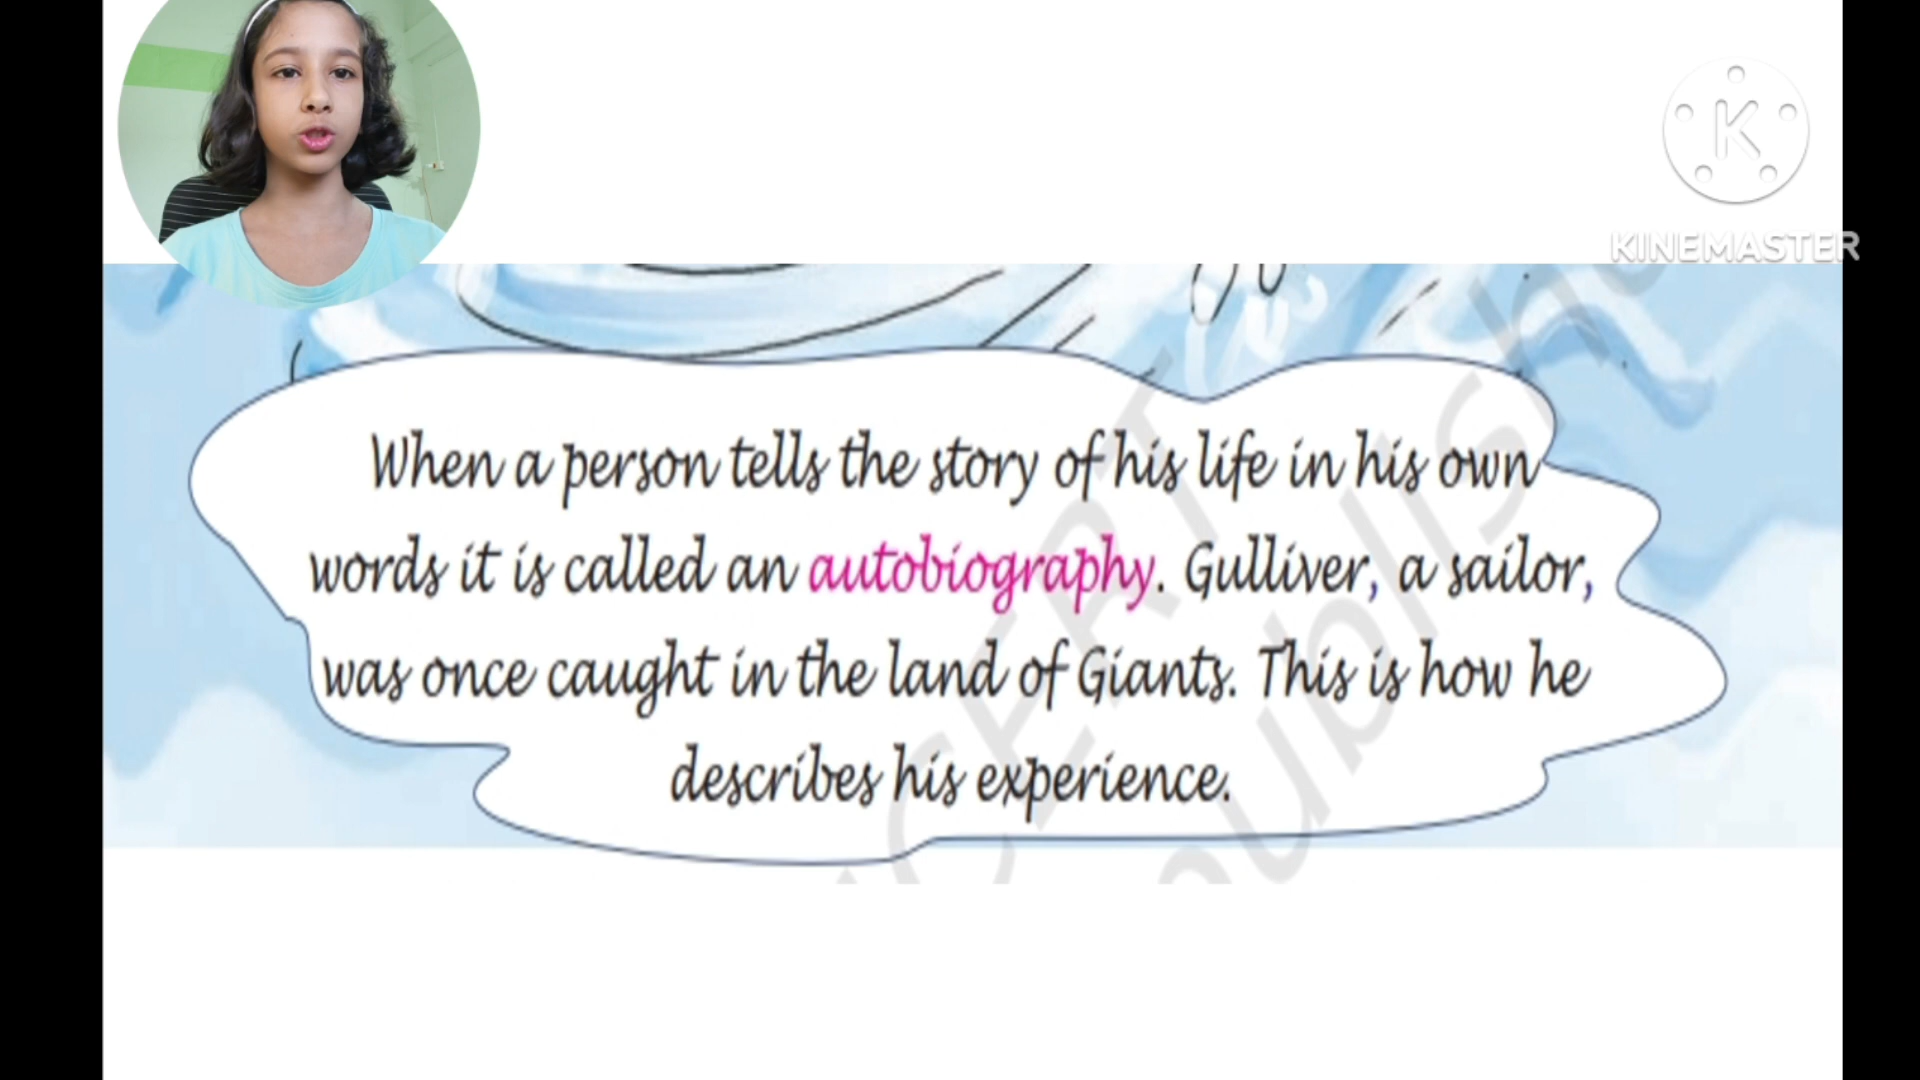 K
KINEMASTER
When a person tells the story of his life in his own
words it is called an autobiography. Gulliver, a sailor,
was once caught in the land of Giants. This is how he
describes his experience.